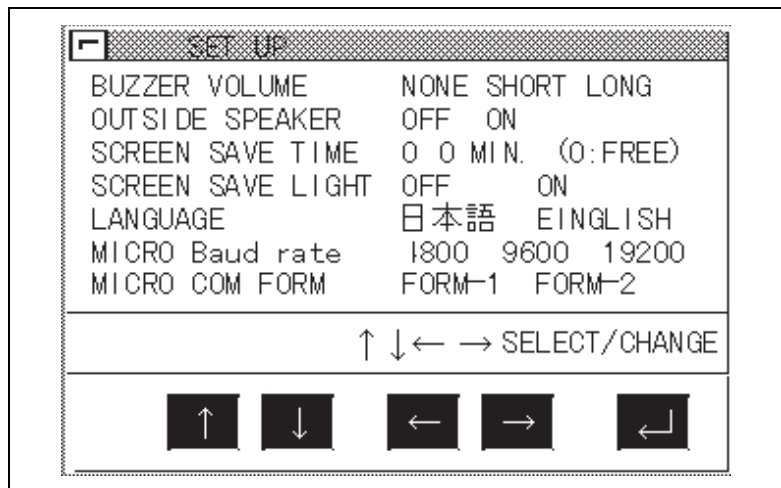 SET UP
BUZZER VOLUME NONE SHORT LONG
OUTSIDE SPEAKER OFF ON
SCREEN SAVE TIME 0 0 MIN. (0:FREE)
SCREEN SAVE LIGHT OFF ON
LANGUAGE 日本語 EINGLISH
MICRO Baud rate 4800 9600 19200
MICRO COM FORM FORM-1 FORM-2
↑ ↓ ← → SELECT/CHANGE
↑ ↓ ← → ↵